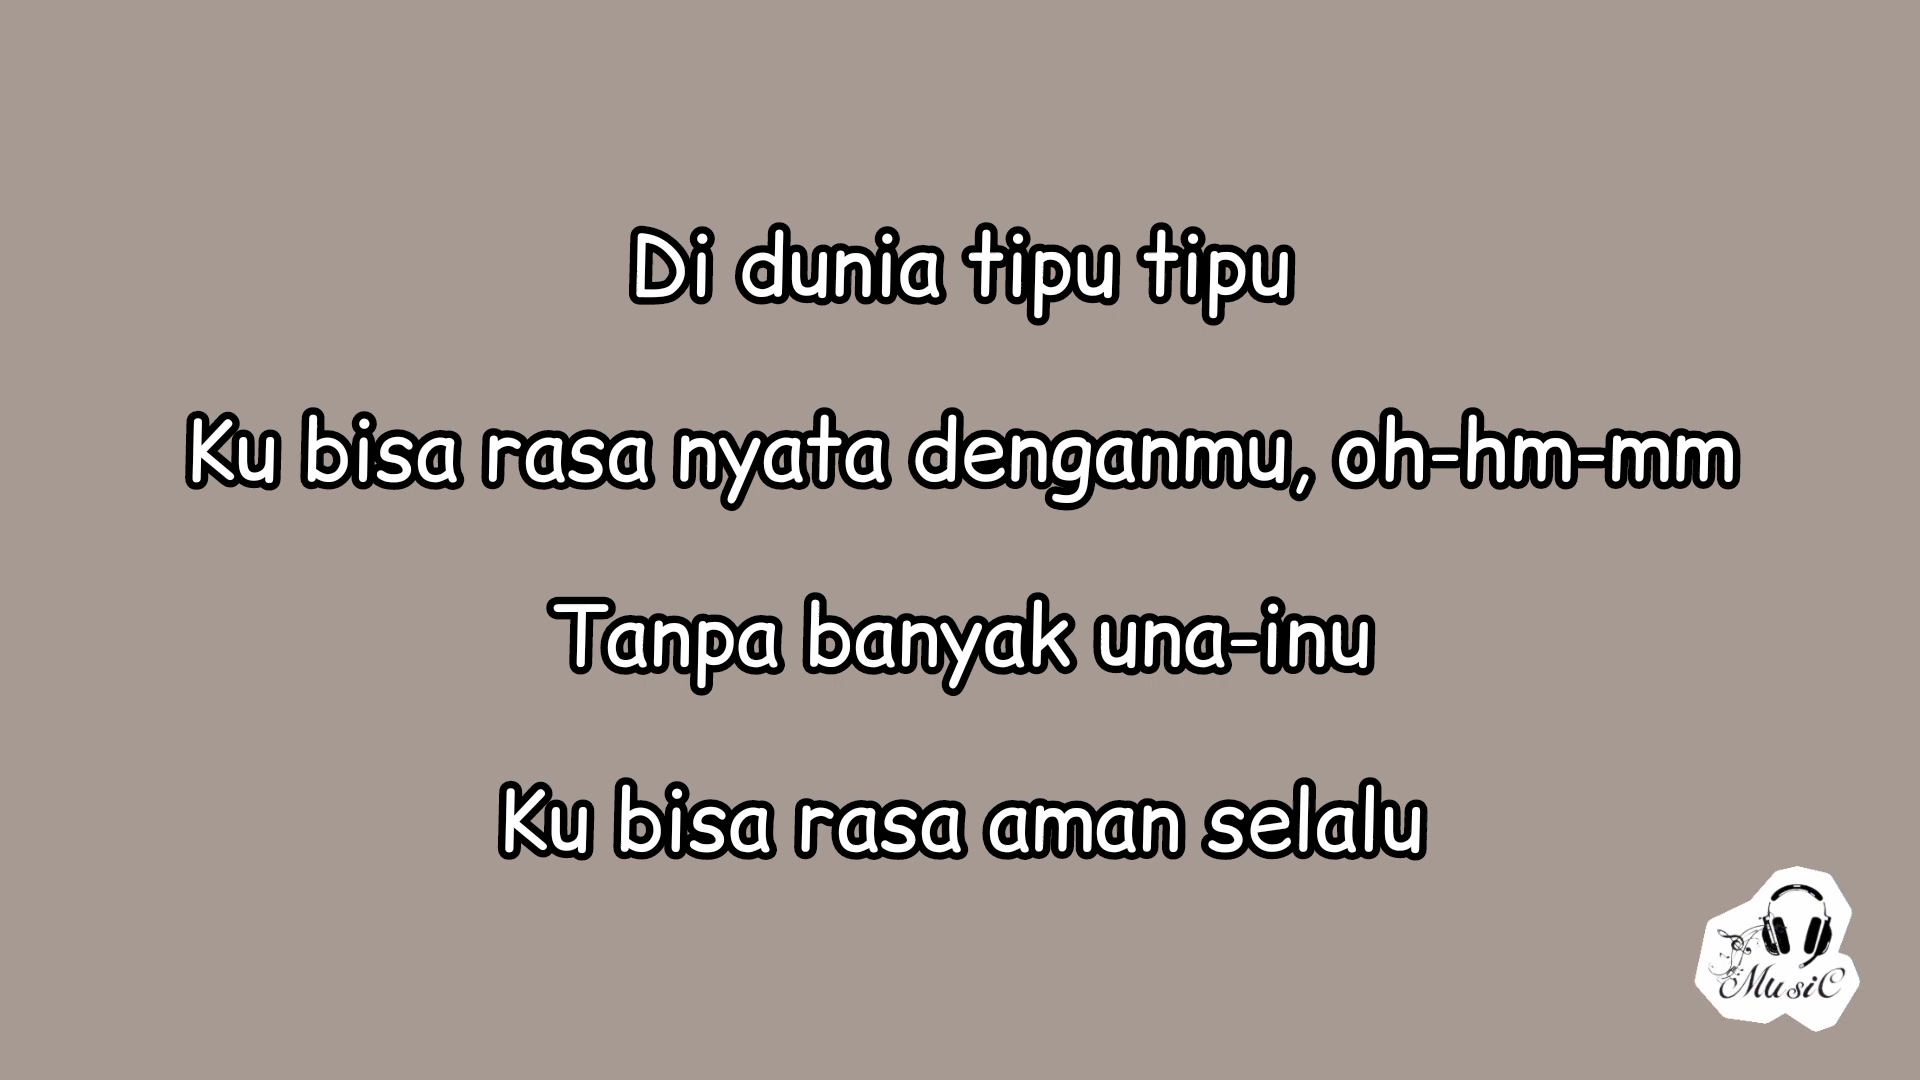 Di dunia tipu tipu
Ku bisa rasa nyata denganmu, oh-hm-mm
Tanpa banyak una-inu
Ku bisa rasa aman selalu
MusiC